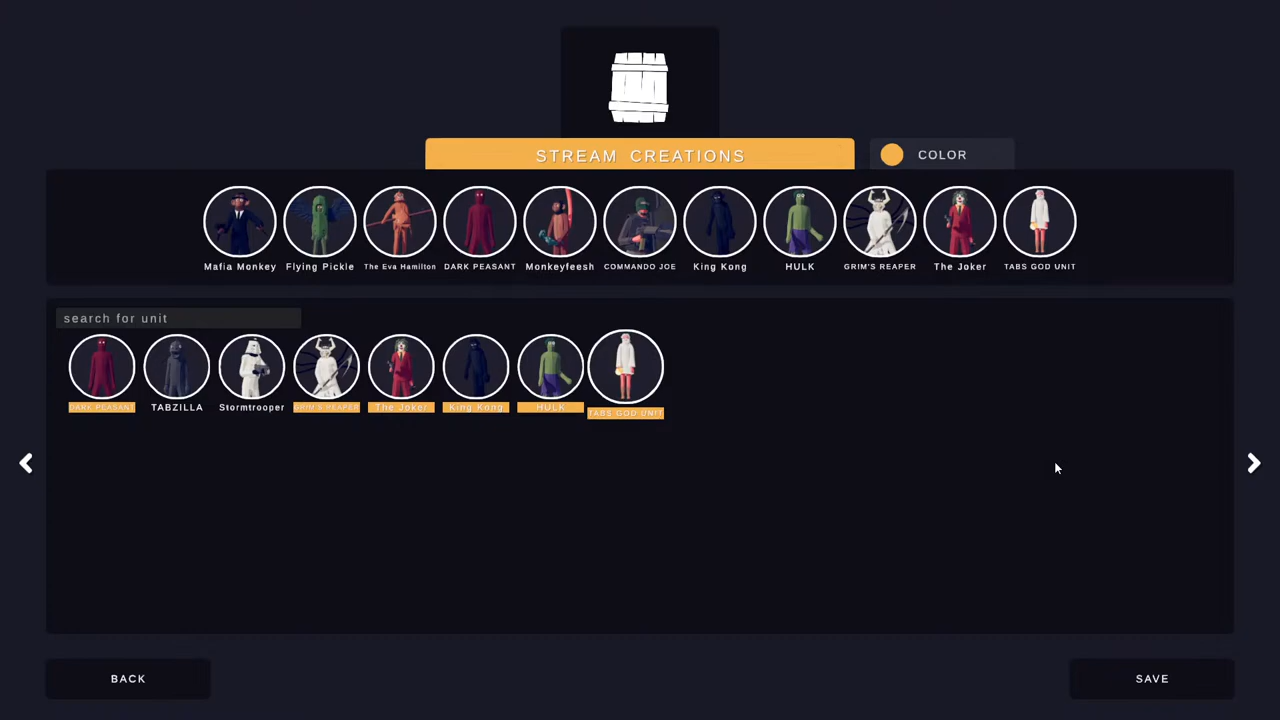 STREAM CREATIONS
COLOR
Mafia Monkey
Flying Pickle
The Eva Hamilton
DARK PEASANT
Monkeyfeesh
COMMANDO JOE
King Kong
HULK
GRIM'S REAPER
The Joker
TABS GOD UNIT
search for unit
DARK PEASANT
TABZILLA
Stormtrooper
GRIM'S REAPER
The Joker
King Kong
HULK
TABS GOD UNIT
BACK
SAVE